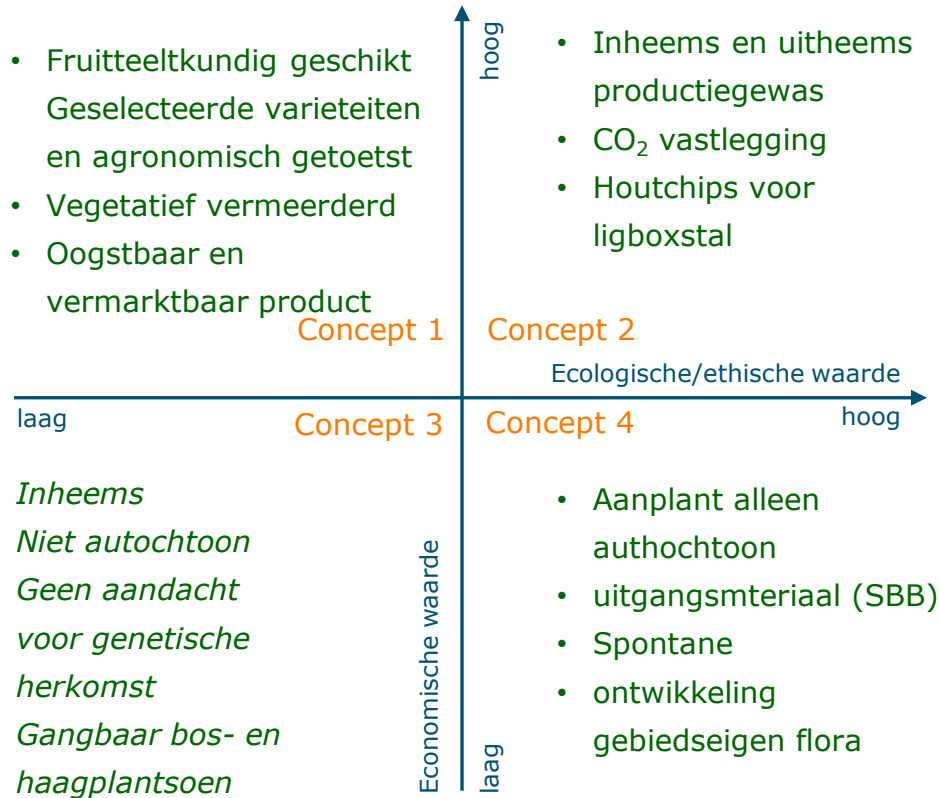 • Fruitteeltkundig geschikt
Geselecteerde varieteiten
en agronomisch getoetst
• Vegetatief vermeerderd
• Oogstbaar en
vermarktbaar product
Concept 1
hoog
• Inheems en uitheems
productiegewas
• CO₂ vastlegging
• Houtchips voor
ligboxstal
Concept 2
Ecologische/ethische waarde
laag
hoog
Concept 3
Inheems
Niet autochtoon
Geen aandacht
voor genetische
herkomst
Gangbaar bos- en
haagplantsoen
Economische waarde
laag
Concept 4
• Aanplant alleen
authochtoon
• uitgangsmteriaal (SBB)
• Spontane
• ontwikkeling
gebiedseigen flora